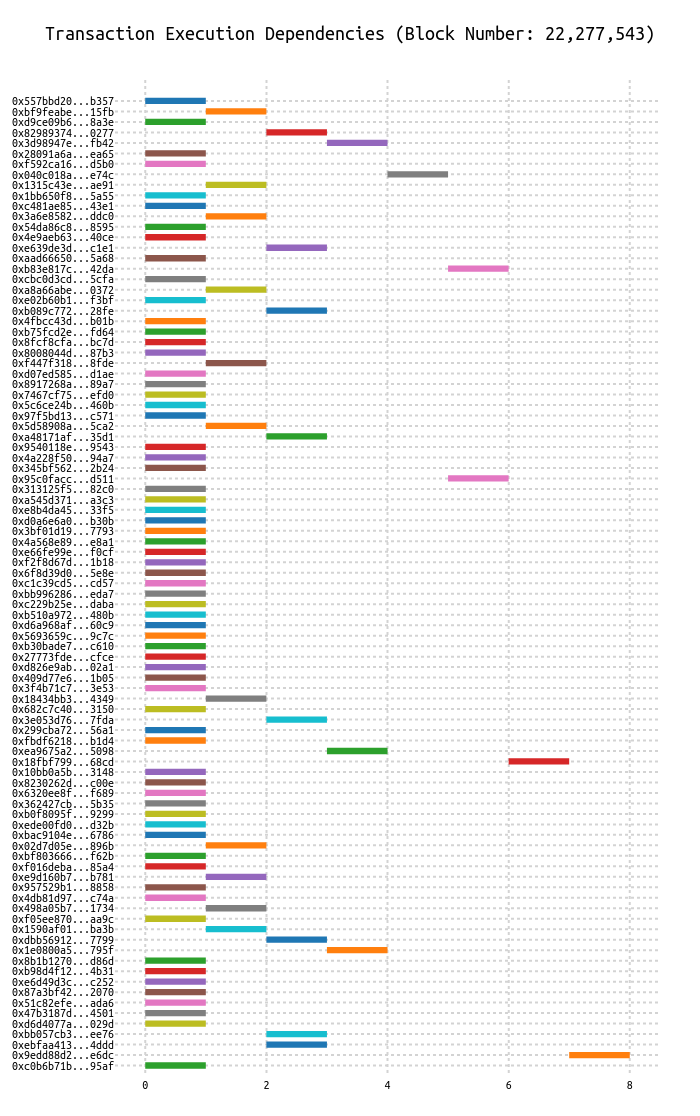 Transaction Execution Dependencies (Block Number: 22,277,543)
0x557bbd20...b357
0xbf9feabe...15fb
0xd9ce09b6...8a3e
0x82989374...0277
0x3d98947e...fb42
0x28091a6a...ea65
0xf592ca16...d5b0
0x040c018a...e74c
0x1315c43e...ae91
0x1bb650f8...5a55
0xc481ae85...43e1
0x3a6e8582...ddc0
0x54da86c8...8595
0x4e9aeb63...40ce
0xe639de3d...c1e1
0xaad66650...5a68
0xb83e817c...42da
0xcbc0d3cd...5cfa
0xa8a66abe...0372
0xe02b60b1...f3bf
0xb089c772...28fe
0x4fbcc43d...b01b
0xb75fcd2e...fd64
0x8fcf8cfa...bc7d
0x8008044d...87b3
0xf447f318...8fde
0xd07ed585...d1ae
0x8917268a...89a7
0x7467cf75...efd0
0x5c6ce24b...460b
0x97f5bd13...c571
0x5d58908a...5ca2
0xa48171af...35d1
0x9540118e...9543
0x4a228f50...94a7
0x345bf562...2b24
0x95c0facc...d511
0x313125f5...82c0
0xa545d371...a3c3
0xe8b4da45...33f5
0xd0a6e6a0...b30b
0x3bf01d19...7793
0x4a568e89...e8a1
0xe66fe99e...f0cf
0xf2f8d67d...1b18
0x6f8d39d0...5e8e
0xc1c39cd5...cd57
0xbb996286...eda7
0xc229b25e...daba
0xb510a972...480b
0xd6a968af...60c9
0x5693659c...9c7c
0xb30bade7...c610
0x27773fde...cfce
0xd826e9ab...02a1
0x409d77e6...1b05
0x3f4b71c7...3e53
0x18434bb3...4349
0x682c7c40...3150
0x3e053d76...7fda
0x299cba72...56a1
0xfbdf6218...b1d4
0xea9675a2...5098
0x18fbf799...68cd
0x10bb0a5b...3148
0x8230262d...c00e
0x6320ee8f...f689
0x362427cb...5b35
0xb0f8095f...9299
0xede00fd0...d32b
0xbac9104e...6786
0x02d7d05e...896b
0xbf803666...f62b
0xf016deba...85a4
0xe9d160b7...b781
0x957529b1...8858
0x4db81d97...c74a
0x498a05b7...1734
0xf05ee870...aa9c
0x1590af01...ba3b
0xdbb56912...7799
0x1e0800a5...795f
0x8b1b1270...d86d
0xb98d4f12...4b31
0xe6d49d3c...c252
0x87a3bf42...2070
0x51c82efe...ada6
0x47b3187d...4501
0xd6d4077a...029d
0xbb057cb3...ee76
0xebfaa413...4ddd
0x9edd88d2...e6dc
0xc0b6b71b...95af
0 2 4 6 8